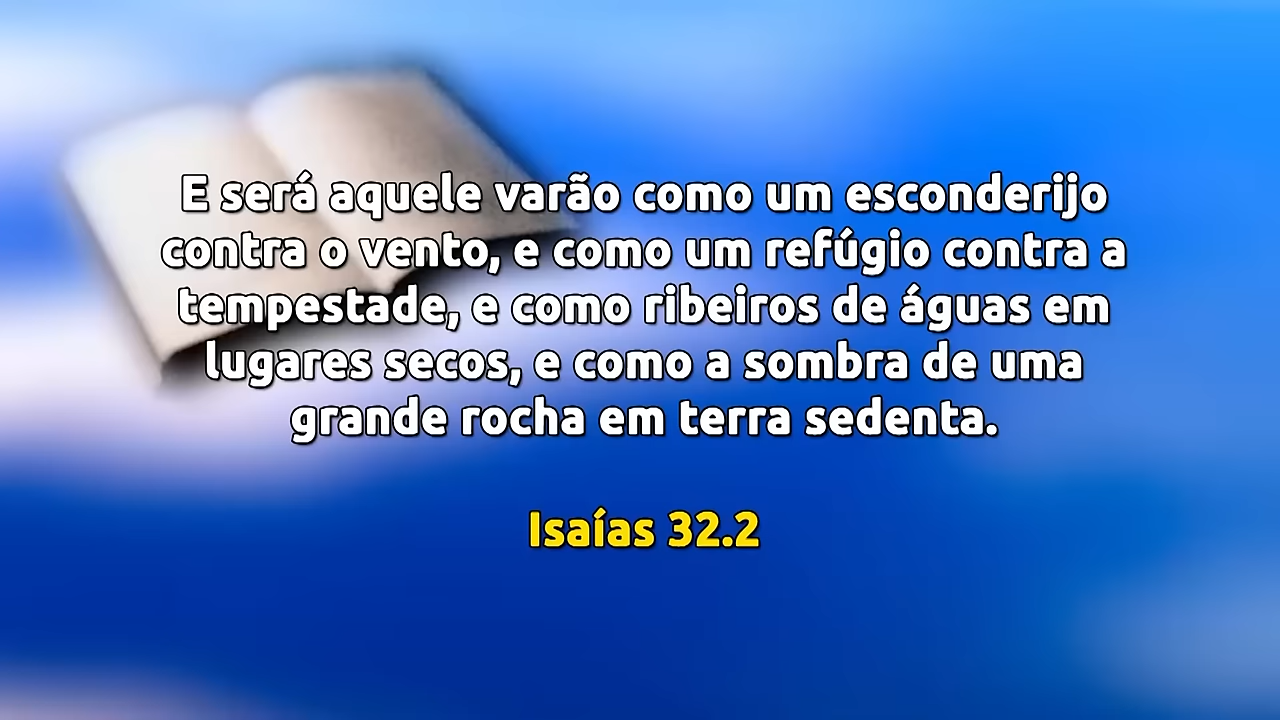 E será aquele varão como um esconderijo
contra o vento, e como um refúgio contra a
tempestade, e como ribeiros de águas em
lugares secos, e como a sombra de uma
grande rocha em terra sedenta.
Isaías 32.2